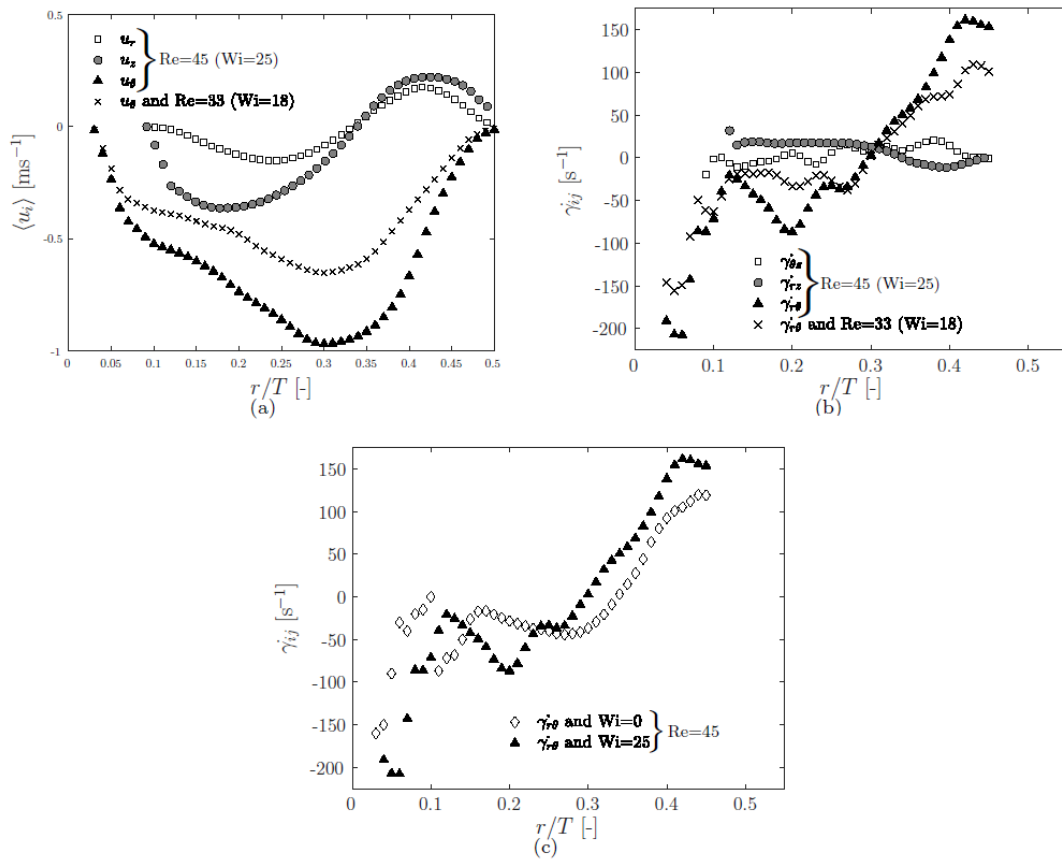 0.5
0
-0.5
-1
⟨u_i⟩ [ms⁻¹]
u_r
u_z
u_θ
Re=45 (Wi=25)
u_θ and Re=33 (Wi=18)
0 0.05 0.1 0.15 0.2 0.25 0.3 0.35 0.4 0.45 0.5
r/T [-]
(a)
150
100
50
0
-50
-100
-150
-200
γ̇_ij [s⁻¹]
γ̇_θz
γ̇_rz
γ̇_rθ
Re=45 (Wi=25)
γ̇_rθ and Re=33 (Wi=18)
0 0.1 0.2 0.3 0.4 0.5
r/T [-]
(b)
150
100
50
0
-50
-100
-150
-200
γ̇_ij [s⁻¹]
γ̇_rθ and Wi=0
γ̇_rθ and Wi=25
Re=45
0 0.1 0.2 0.3 0.4 0.5
r/T [-]
(c)